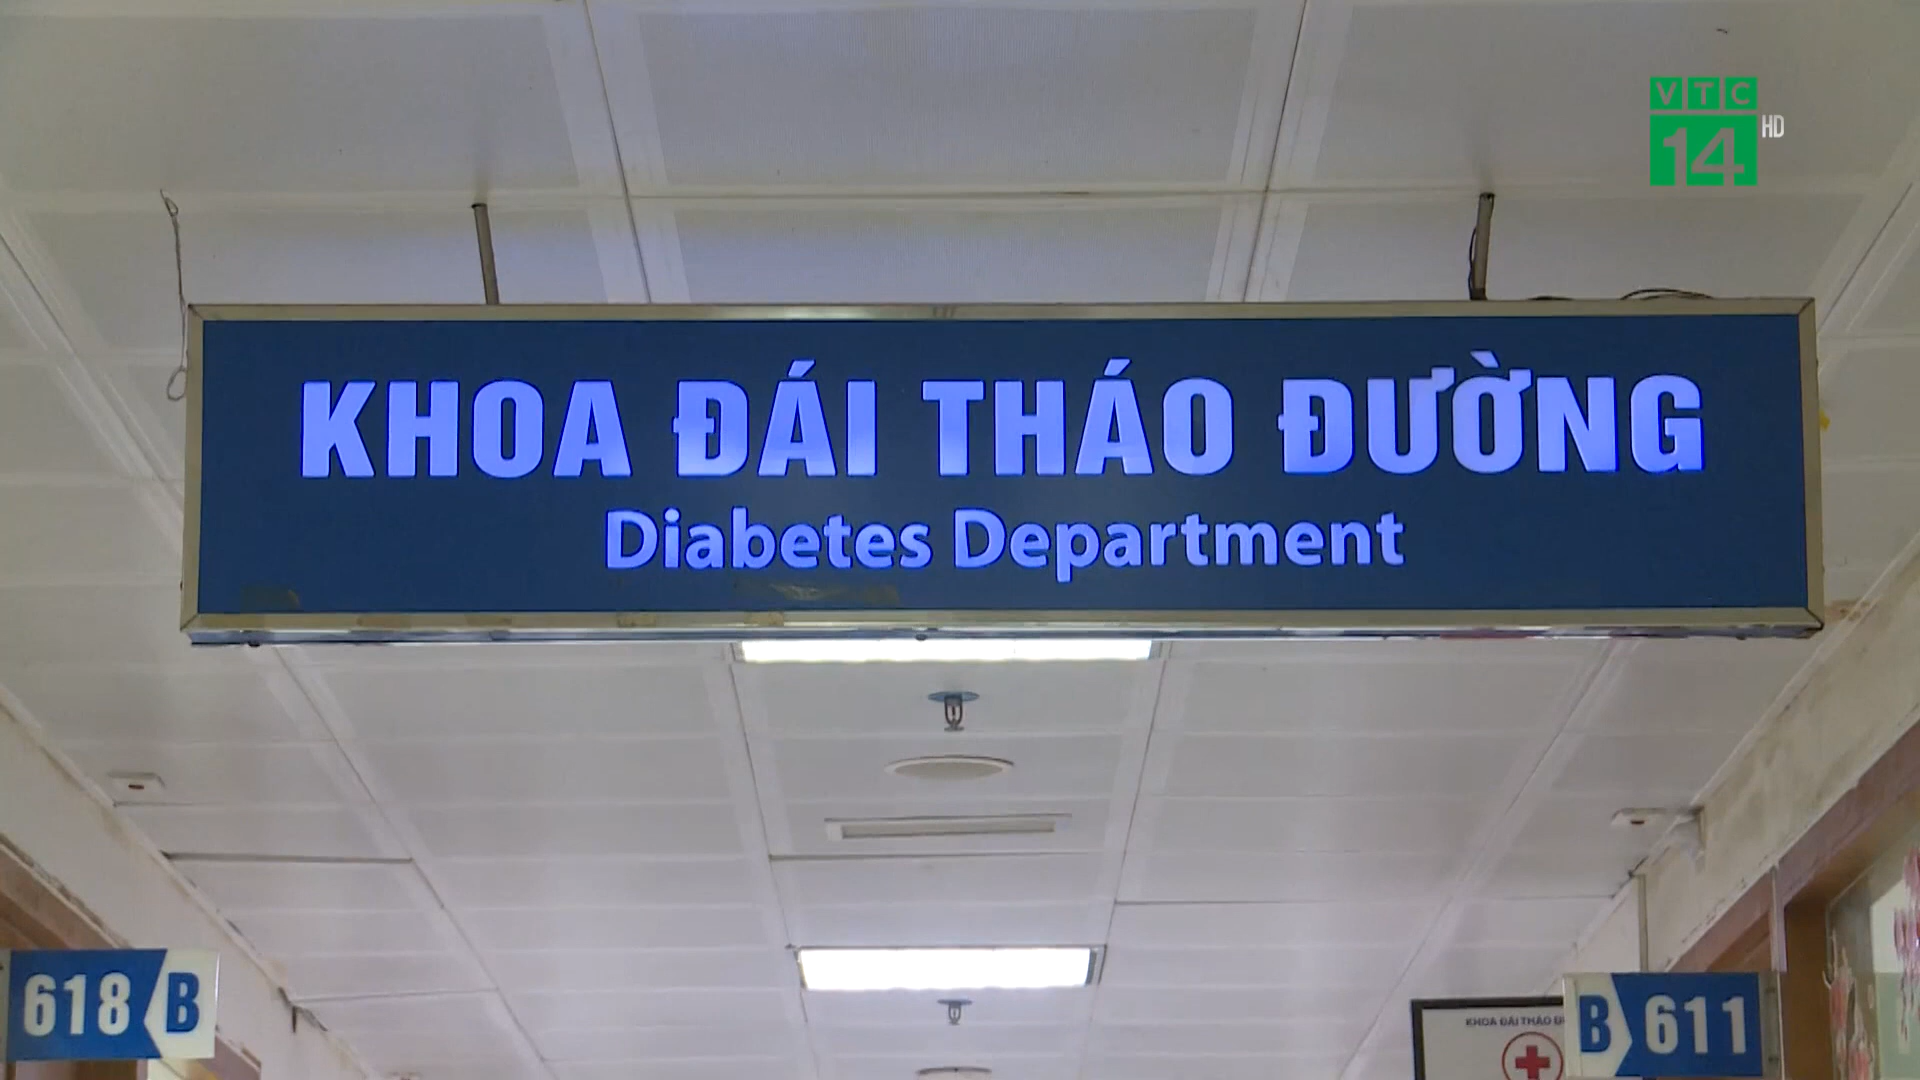 VTC
14 HD
KHOA ĐÁI THÁO ĐƯỜNG
Diabetes Department
618 B
B 611
KHOA ĐÁI THÁO